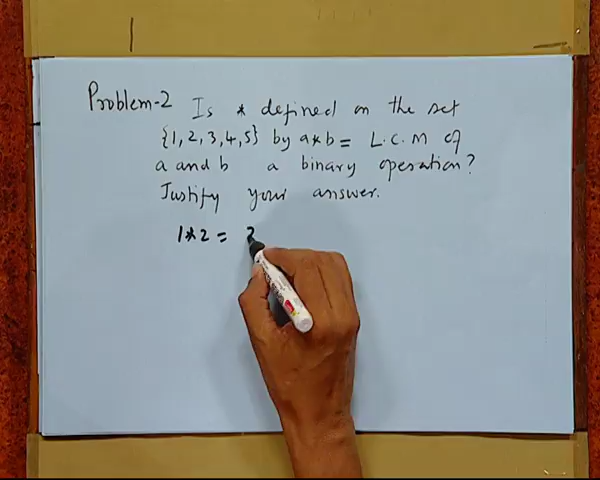 Problem-2 Is * defined on the set
{1, 2, 3, 4, 5} by a*b = L.C.M of
a and b a binary operation?
Justify your answer.
1*2 = 2